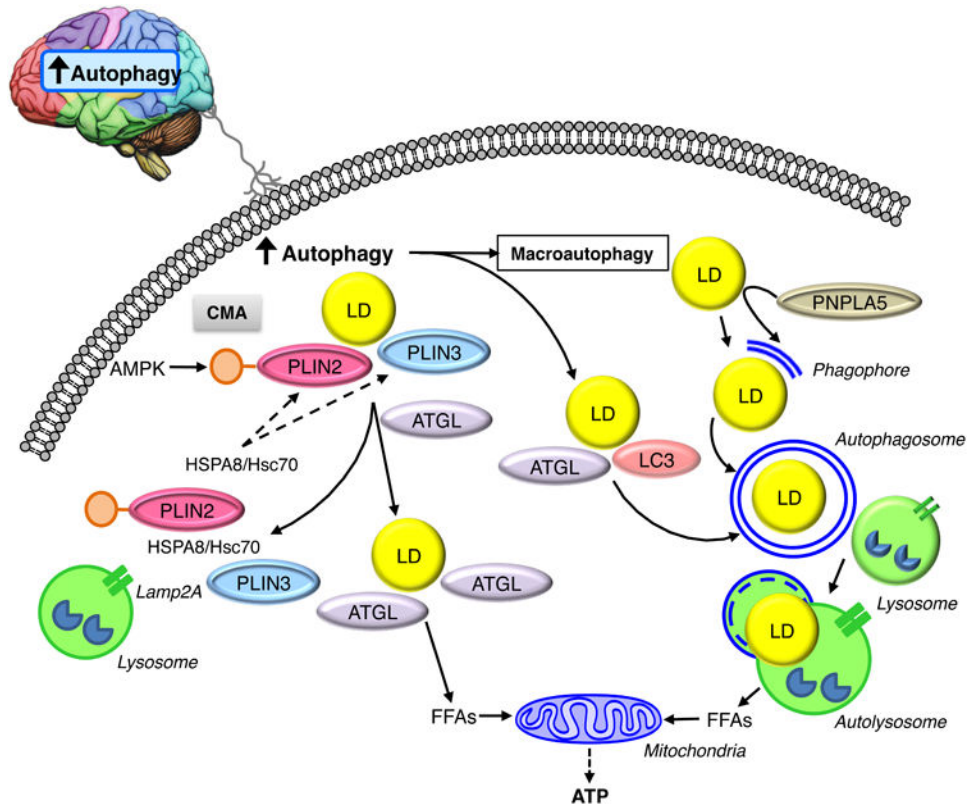 Autophagy
Autophagy
Macroautophagy
LD
PNPLA5
LD
CMA
PLIN3
AMPK
PLIN2
Phagophore
LD
ATGL
LD
Autophagosome
HSPA8/Hsc70
ATGL
LC3
LD
PLIN2
HSPA8/Hsc70
LD
Lamp2A
PLIN3
ATGL
Lysosome
ATGL
LD
Lysosome
FFAs
FFAs
Autolysosome
Mitochondria
ATP